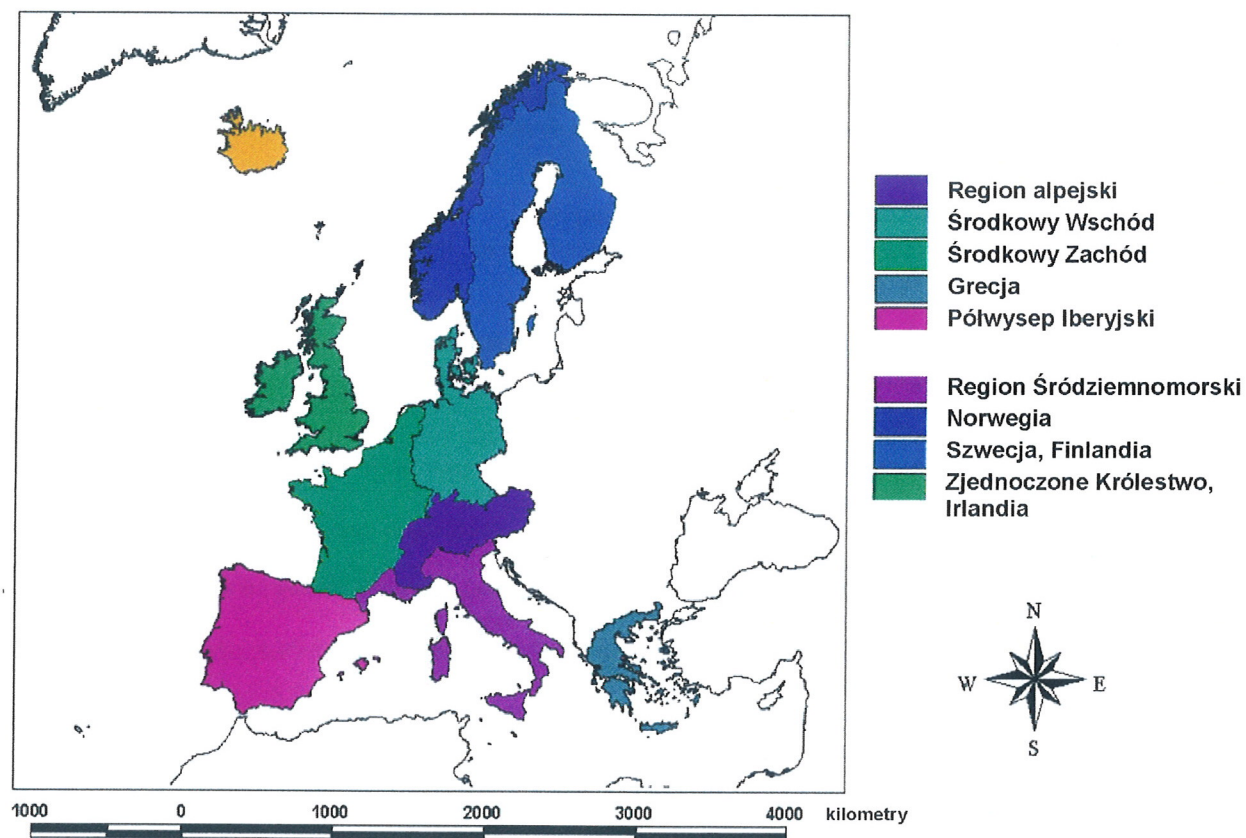 Region alpejski
Środkowy Wschód
Środkowy Zachód
Grecja
Półwysep Iberyjski
Region Śródziemnomorski
Norwegia
Szwecja, Finlandia
Zjednoczone Królestwo,
Irlandia
N
W E
S
1000 0 1000 2000 3000 4000 kilometry